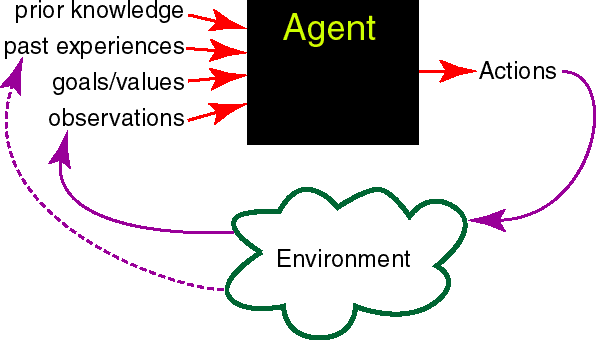 prior knowledge
past experiences
goals/values
observations
Agent
Actions
Environment